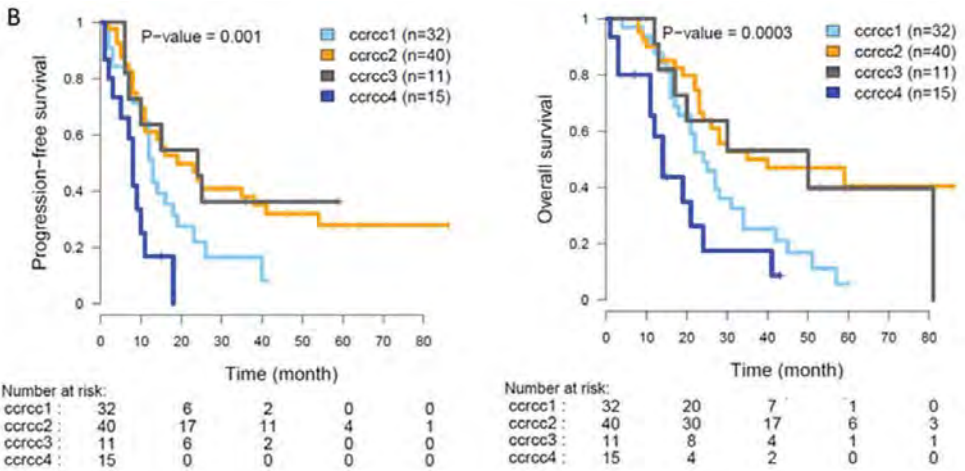 B
P-value = 0.001
ccrcc1 (n=32)
ccrcc2 (n=40)
ccrcc3 (n=11)
ccrcc4 (n=15)
Progression-free survival
1
0.8
0.6
0.4
0.2
0
0 10 20 30 40 50 60 70 80
Time (month)
Number at risk:
ccrcc1 : 32 6 2 0 0
ccrcc2 : 40 17 11 4 1
ccrcc3 : 11 6 2 0 0
ccrcc4 : 15 0 0 0 0
P-value = 0.0003
ccrcc1 (n=32)
ccrcc2 (n=40)
ccrcc3 (n=11)
ccrcc4 (n=15)
Overall survival
1
0.8
0.6
0.4
0.2
0
0 10 20 30 40 50 60 70 80
Time (month)
Number at risk:
ccrcc1 : 32 20 7 1 0
ccrcc2 : 40 30 17 6 3
ccrcc3 : 11 8 4 1 1
ccrcc4 : 15 4 2 0 0